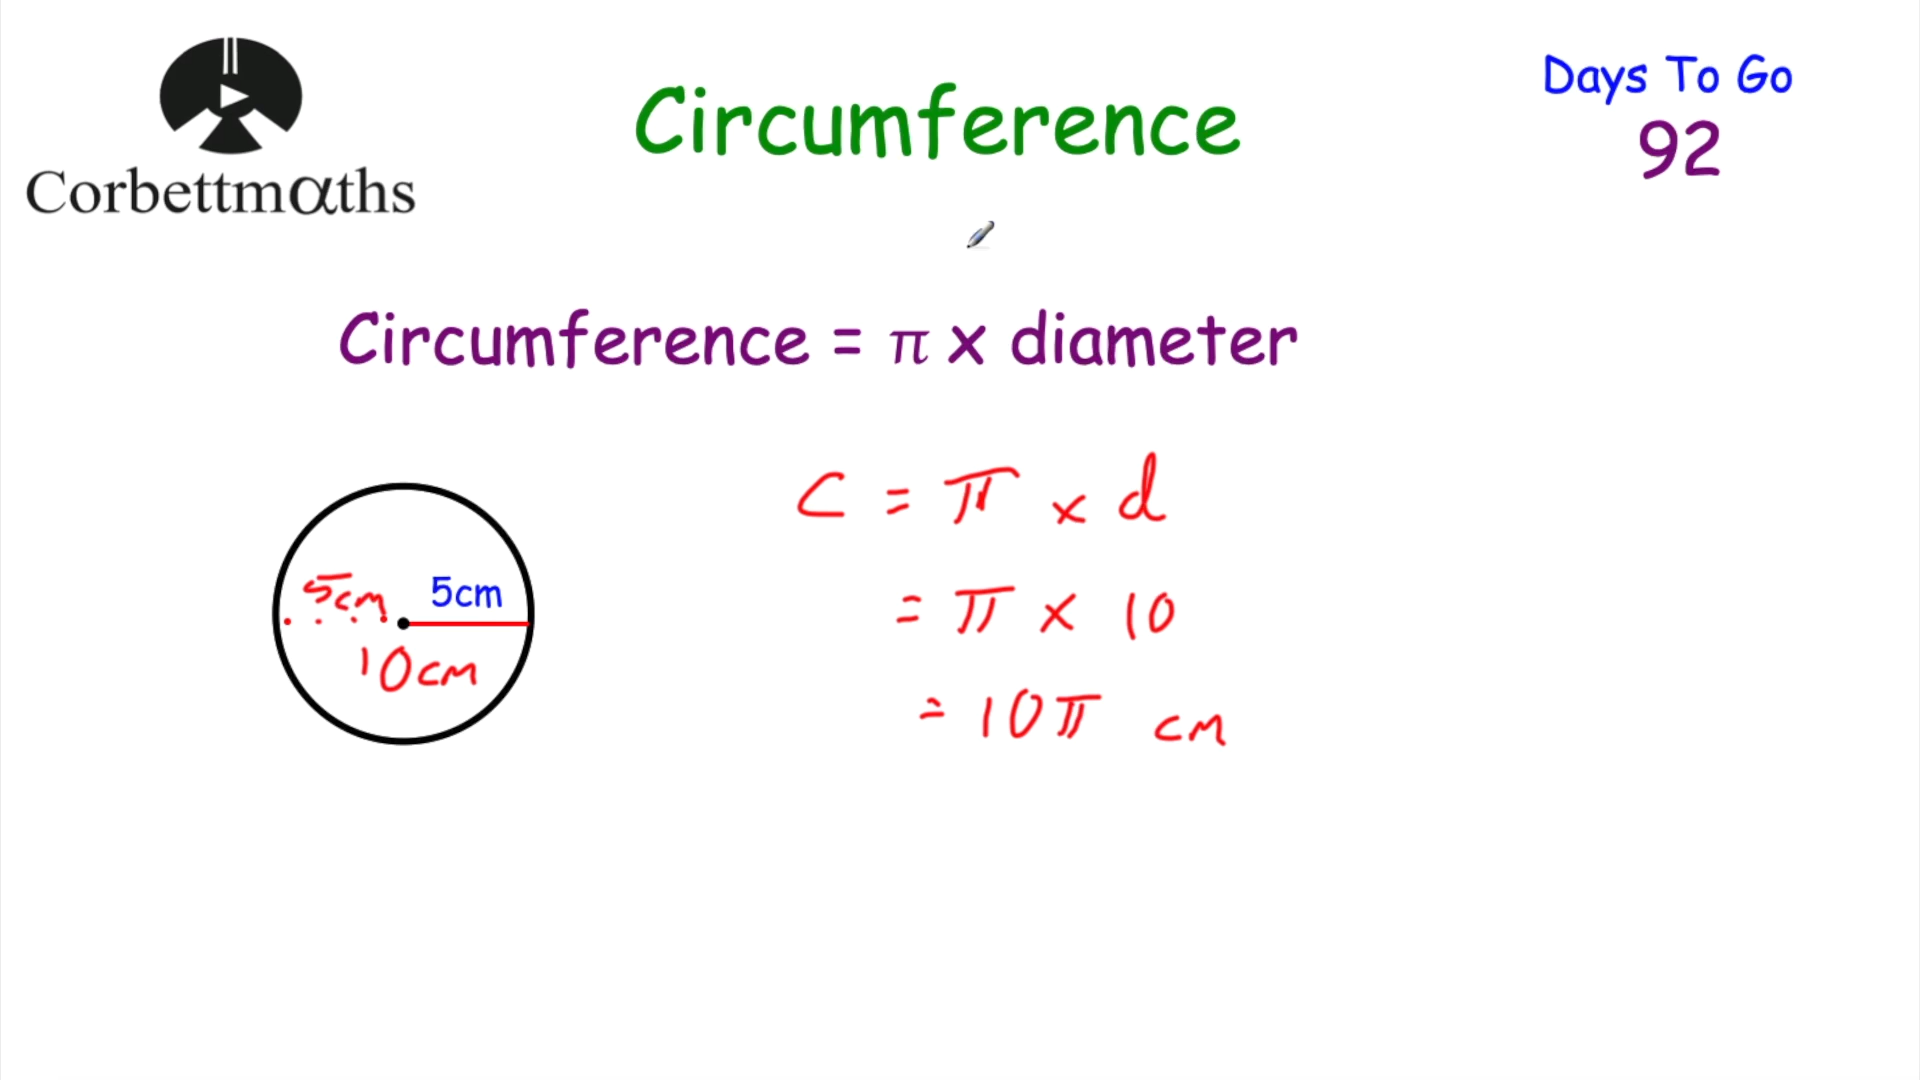 Corbettmαths
Circumference
Days To Go
92
Circumference = π x diameter
5cm
5cm
10cm
C = π x d
= π x 10
= 10π cm